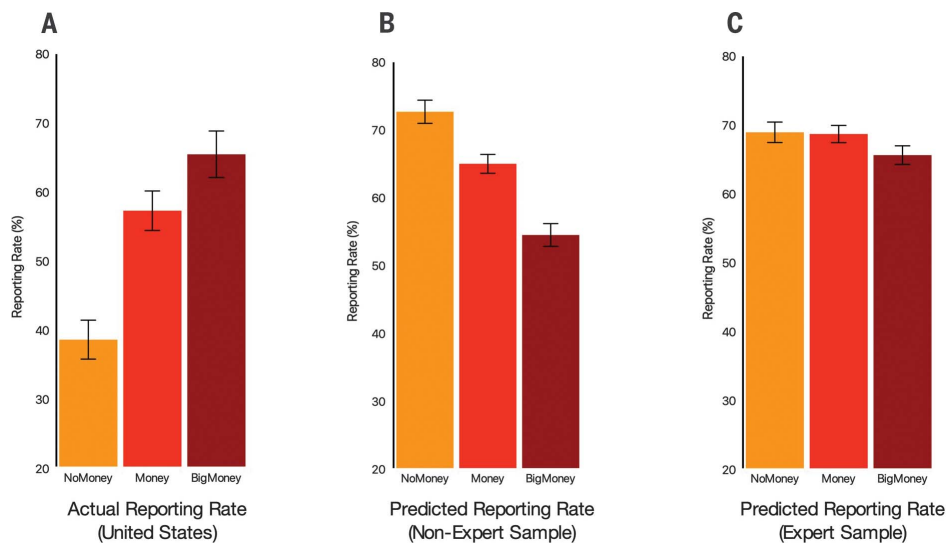 A
80
70
60
50
40
30
20
Reporting Rate (%)
NoMoney Money BigMoney
Actual Reporting Rate
(United States)
B
80
70
60
50
40
30
20
Reporting Rate (%)
NoMoney Money BigMoney
Predicted Reporting Rate
(Non-Expert Sample)
C
80
70
60
50
40
30
20
Reporting Rate (%)
NoMoney Money BigMoney
Predicted Reporting Rate
(Expert Sample)